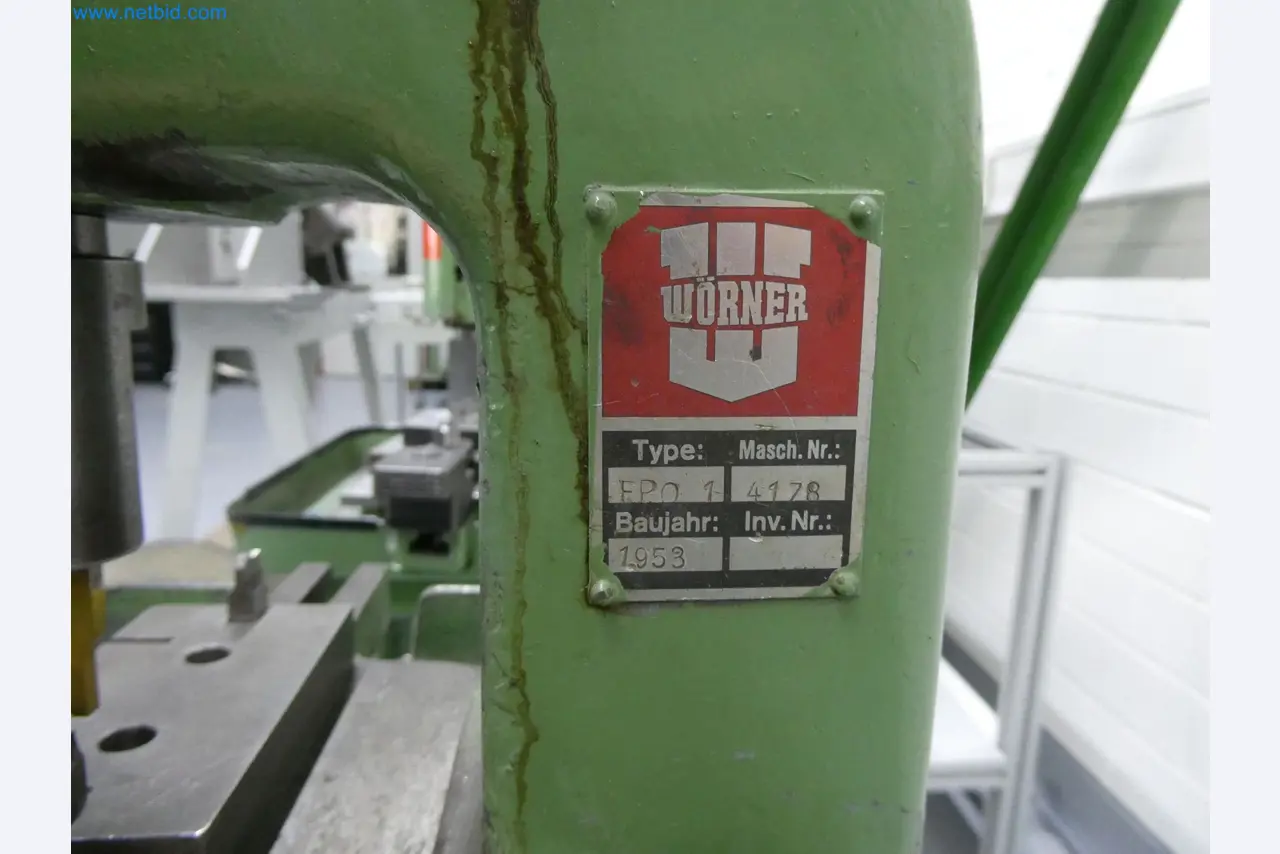 www.netbid.com
WÖRNER
Type: Masch. Nr.:
EPO 1 4178
Baujahr: Inv. Nr.:
1953